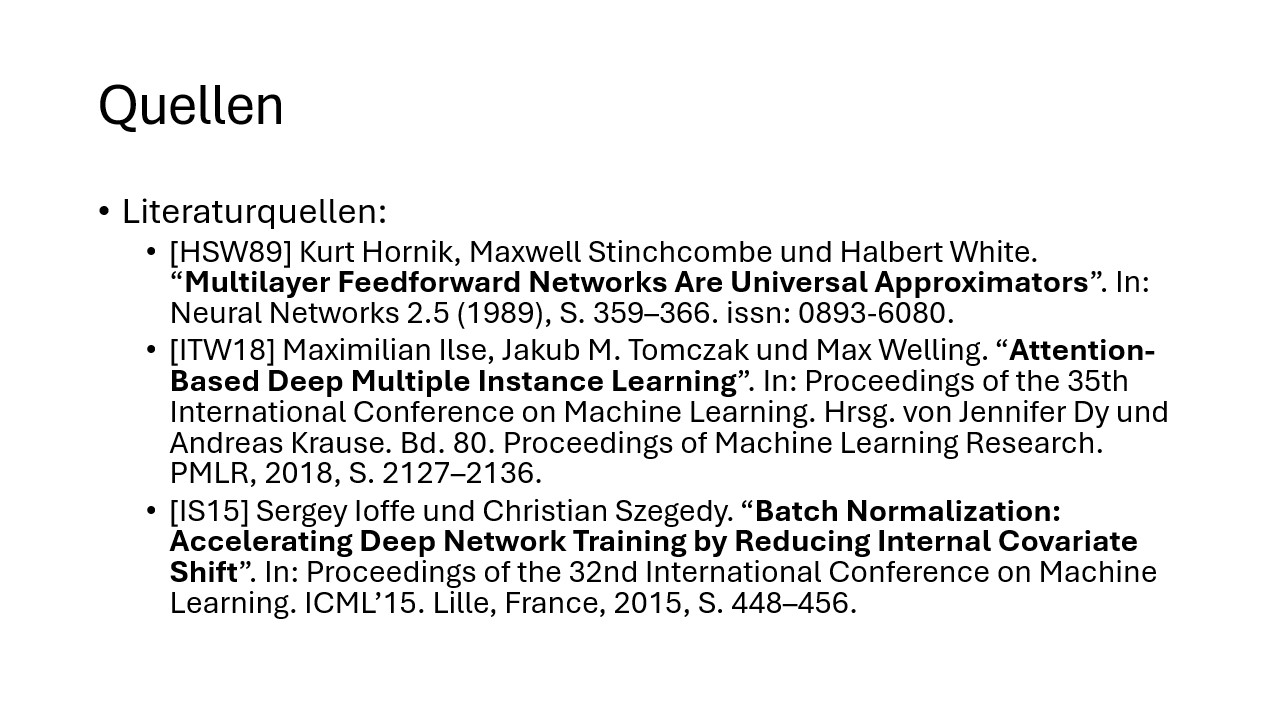 Quellen
• Literaturquellen:
• [HSW89] Kurt Hornik, Maxwell Stinchcombe und Halbert White.
“Multilayer Feedforward Networks Are Universal Approximators”. In:
Neural Networks 2.5 (1989), S. 359–366. issn: 0893-6080.
• [ITW18] Maximilian Ilse, Jakub M. Tomczak und Max Welling. “Attention-
Based Deep Multiple Instance Learning”. In: Proceedings of the 35th
International Conference on Machine Learning. Hrsg. von Jennifer Dy und
Andreas Krause. Bd. 80. Proceedings of Machine Learning Research.
PMLR, 2018, S. 2127–2136.
• [IS15] Sergey Ioffe und Christian Szegedy. “Batch Normalization:
Accelerating Deep Network Training by Reducing Internal Covariate
Shift”. In: Proceedings of the 32nd International Conference on Machine
Learning. ICML’15. Lille, France, 2015, S. 448–456.